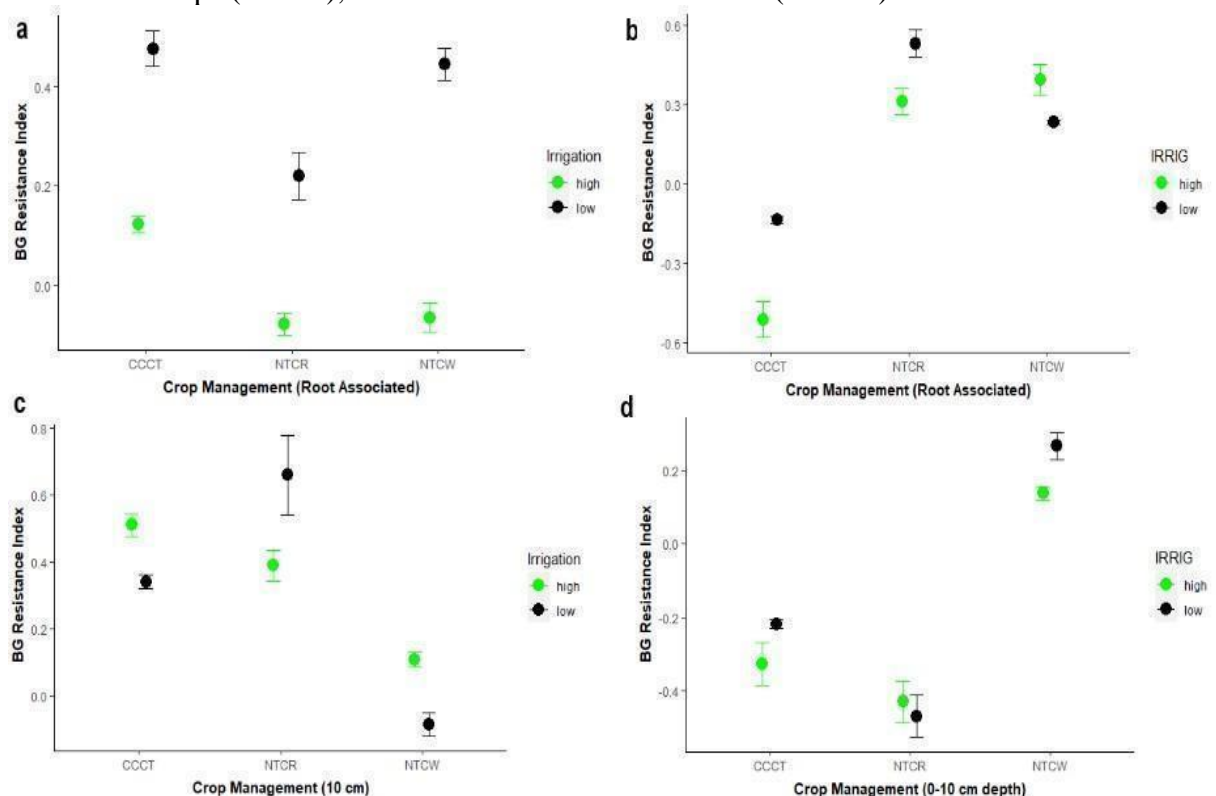 a
BG Resistance Index
0.4
0.2
0.0
CCCT NTCR NTCW
Crop Management (Root Associated)
Irrigation
high
low
b
BG Resistance Index
0.6
0.3
0.0
-0.3
-0.6
CCCT NTCR NTCW
Crop Management (Root Associated)
IRRIG
high
low
c
BG Resistance Index
0.8
0.6
0.4
0.2
0.0
CCCT NTCR NTCW
Crop Management (10 cm)
Irrigation
high
low
d
BG Resistance Index
0.2
0.0
-0.2
-0.4
CCCT NTCR NTCW
Crop Management (0-10 cm depth)
IRRIG
high
low